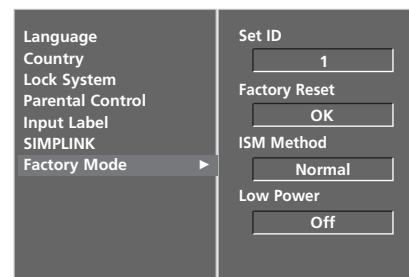 Language
Country
Lock System
Parental Control
Input Label
SIMPLINK
Factory Mode ►
Set ID
1
Factory Reset
OK
ISM Method
Normal
Low Power
Off